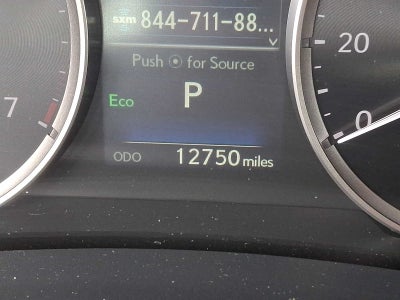 sxm 844-711-88...
Push for Source
20
7
Eco P
0
ODO 12750 miles